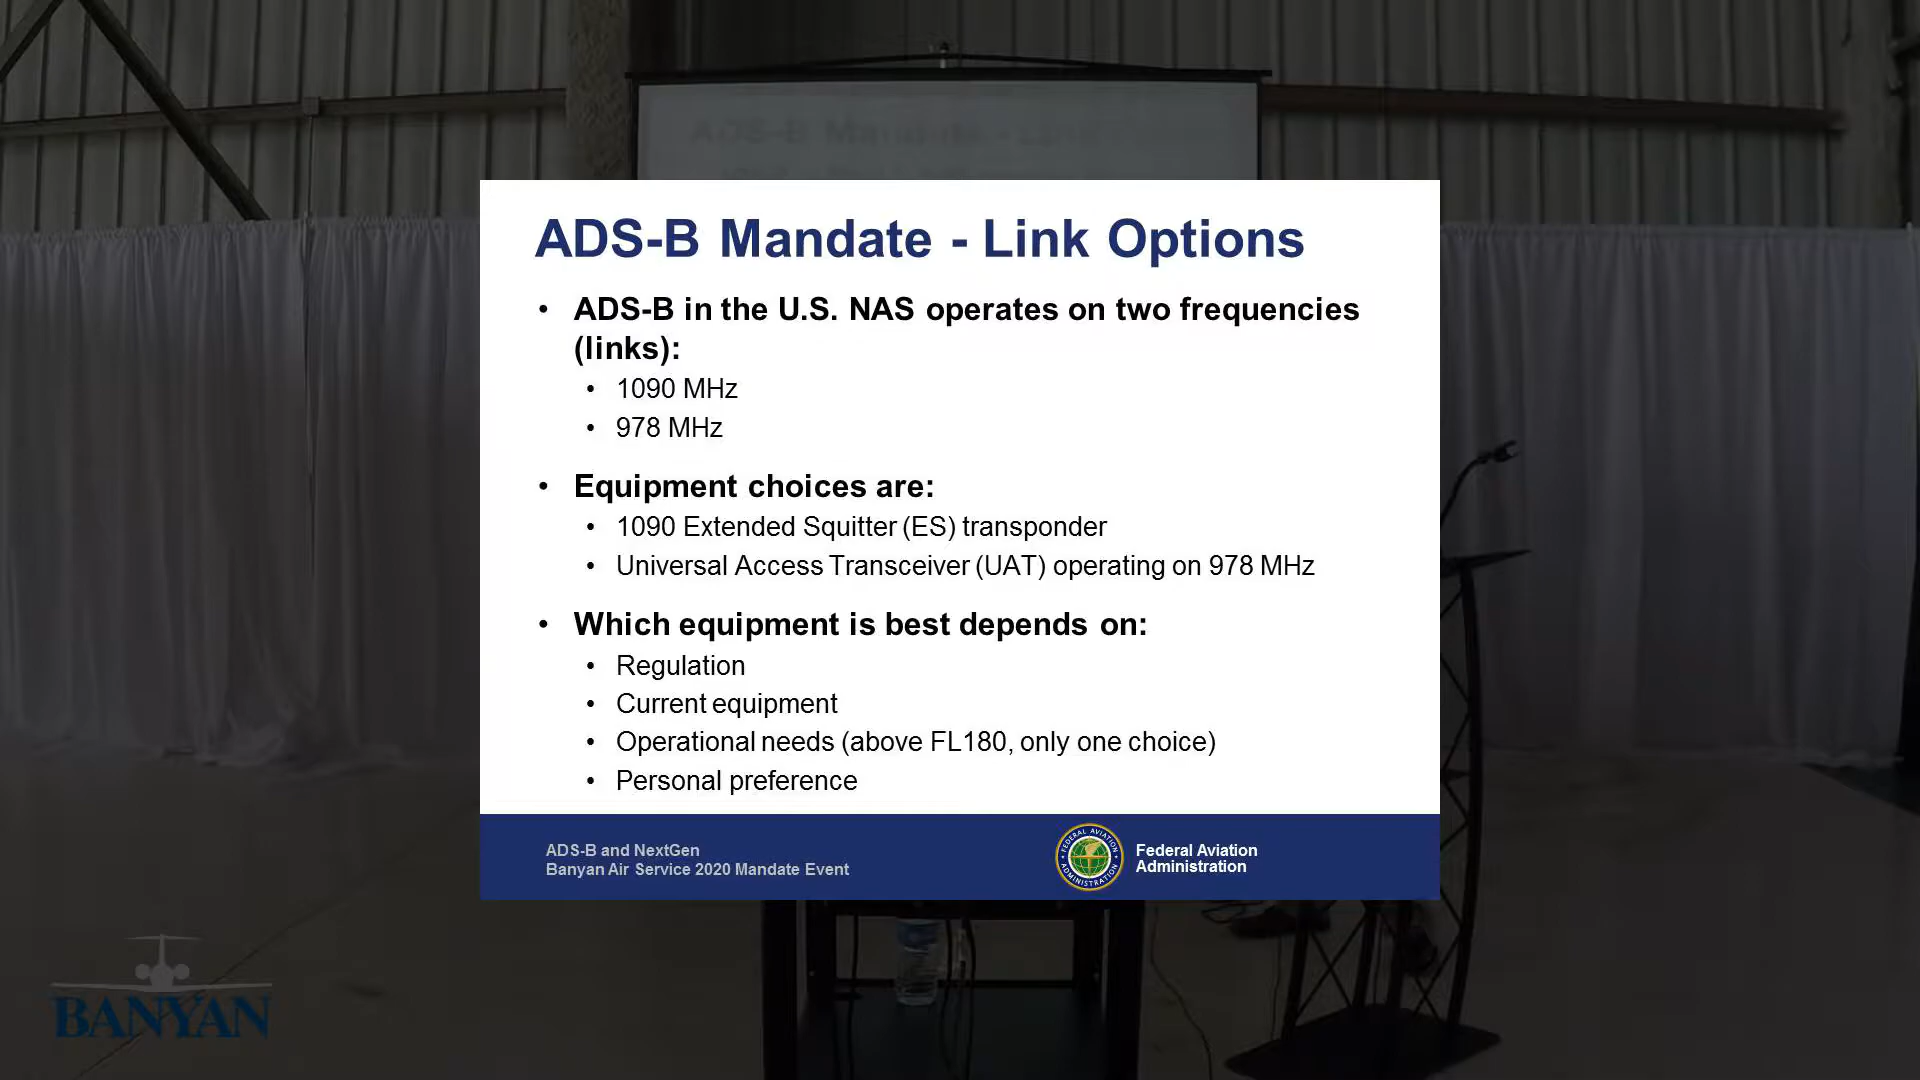 ADS-B Mandate - Link Options
• ADS-B in the U.S. NAS operates on two frequencies
(links):
• 1090 MHz
• 978 MHz
• Equipment choices are:
• 1090 Extended Squitter (ES) transponder
• Universal Access Transceiver (UAT) operating on 978 MHz
• Which equipment is best depends on:
• Regulation
• Current equipment
• Operational needs (above FL180, only one choice)
• Personal preference
ADS-B and NextGen
Banyan Air Service 2020 Mandate Event
FEDERAL AVIATION
ADMINISTRATION
Federal Aviation
Administration
BANYAN